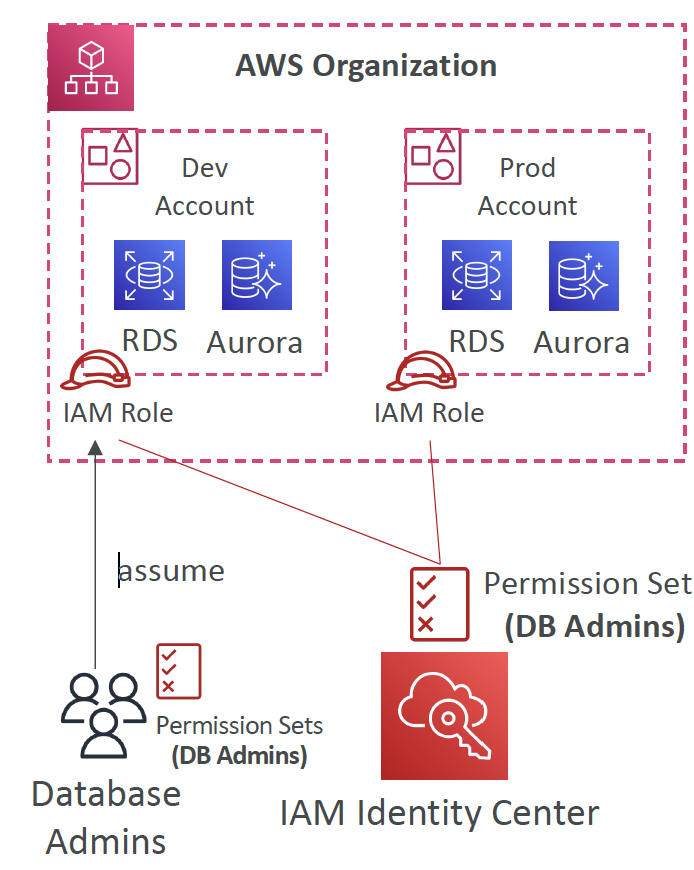 AWS Organization
Dev
Account
Prod
Account
RDS
Aurora
RDS
Aurora
IAM Role
IAM Role
assume
Permission Set
(DB Admins)
Permission Sets
(DB Admins)
Database
Admins
IAM Identity Center